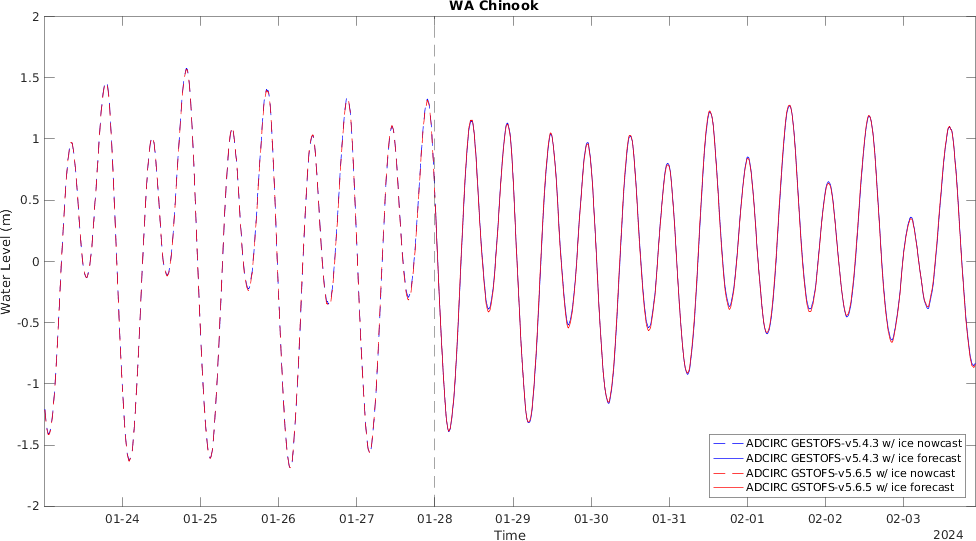 WA Chinook
Water Level (m)
2
1.5
1
0.5
0
-0.5
-1
-1.5
-2
01-24 01-25 01-26 01-27 01-28 01-29 01-30 01-31 02-01 02-02 02-03
Time
2024
ADCIRC GESTOFS-v5.4.3 w/ ice nowcast
ADCIRC GESTOFS-v5.4.3 w/ ice forecast
ADCIRC GSTOFS-v5.6.5 w/ ice nowcast
ADCIRC GSTOFS-v5.6.5 w/ ice forecast